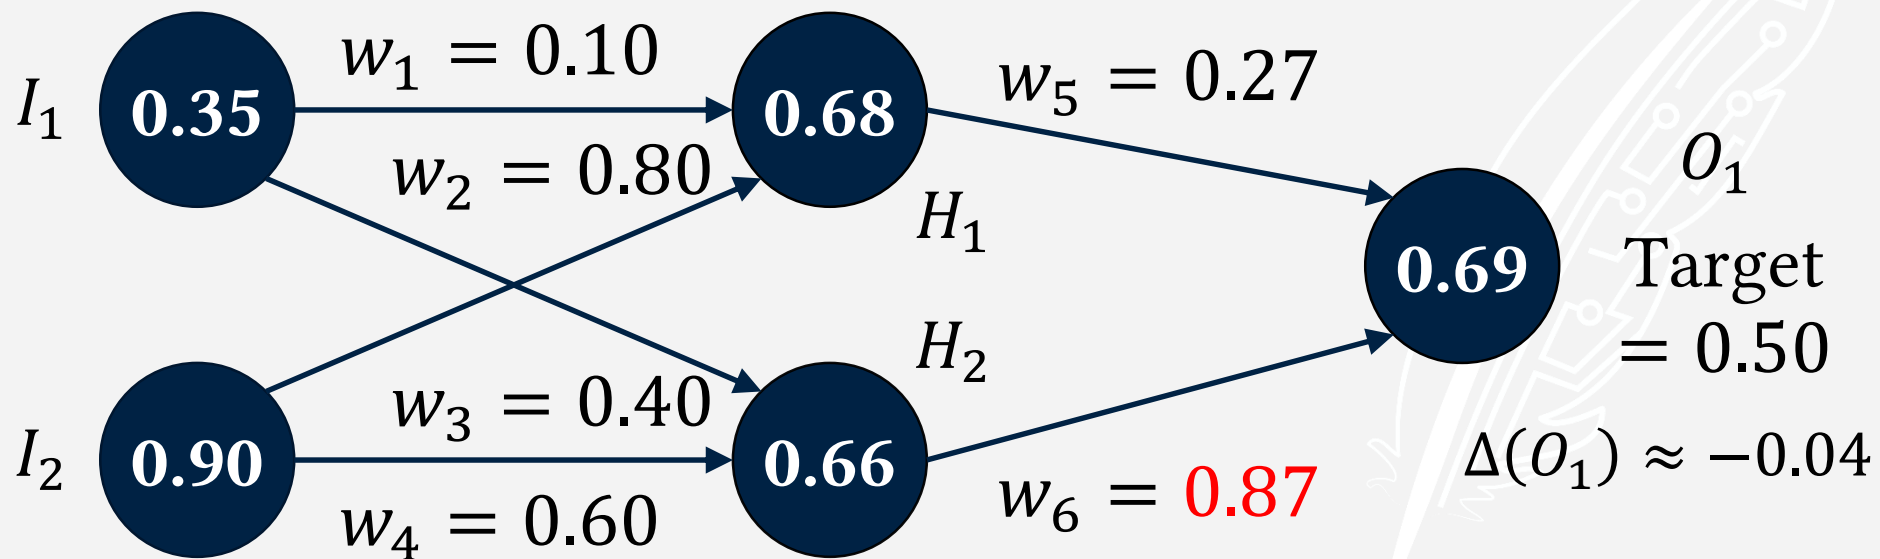 I₁
0.35
w₁ = 0.10
0.68
w₅ = 0.27
w₂ = 0.80
H₁
O₁
0.69
Target
= 0.50
H₂
w₃ = 0.40
I₂
0.90
0.66
w₄ = 0.60
w₆ = 0.87
Δ(O₁) ≈ −0.04